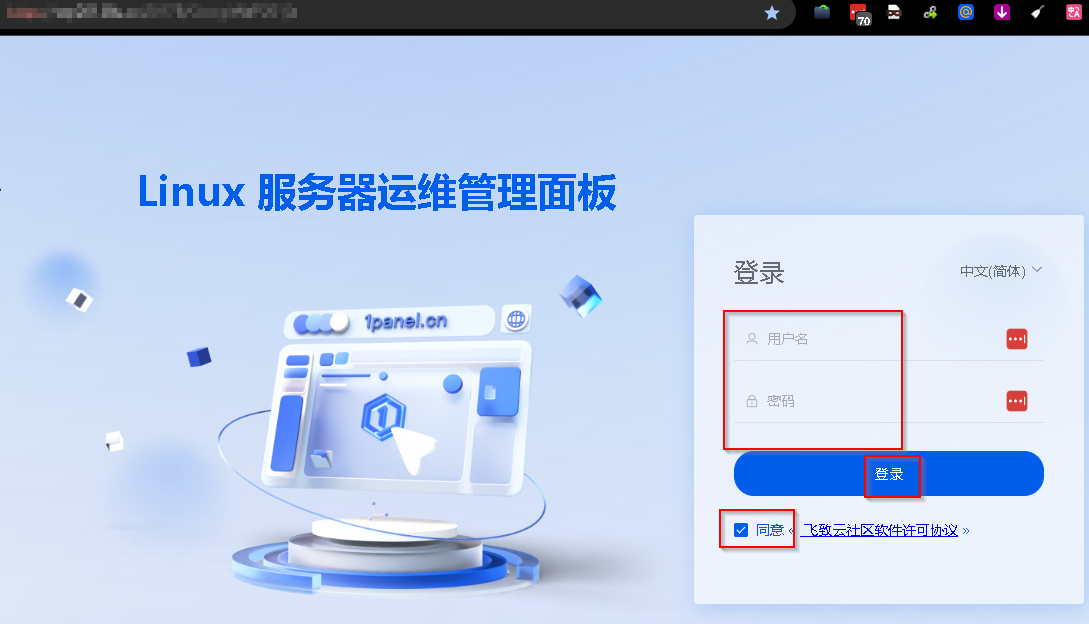 70
Linux 服务器运维管理面板
1panel.cn
登录
中文(简体)
用户名
密码
登录
同意 « 飞致云社区软件许可协议 »